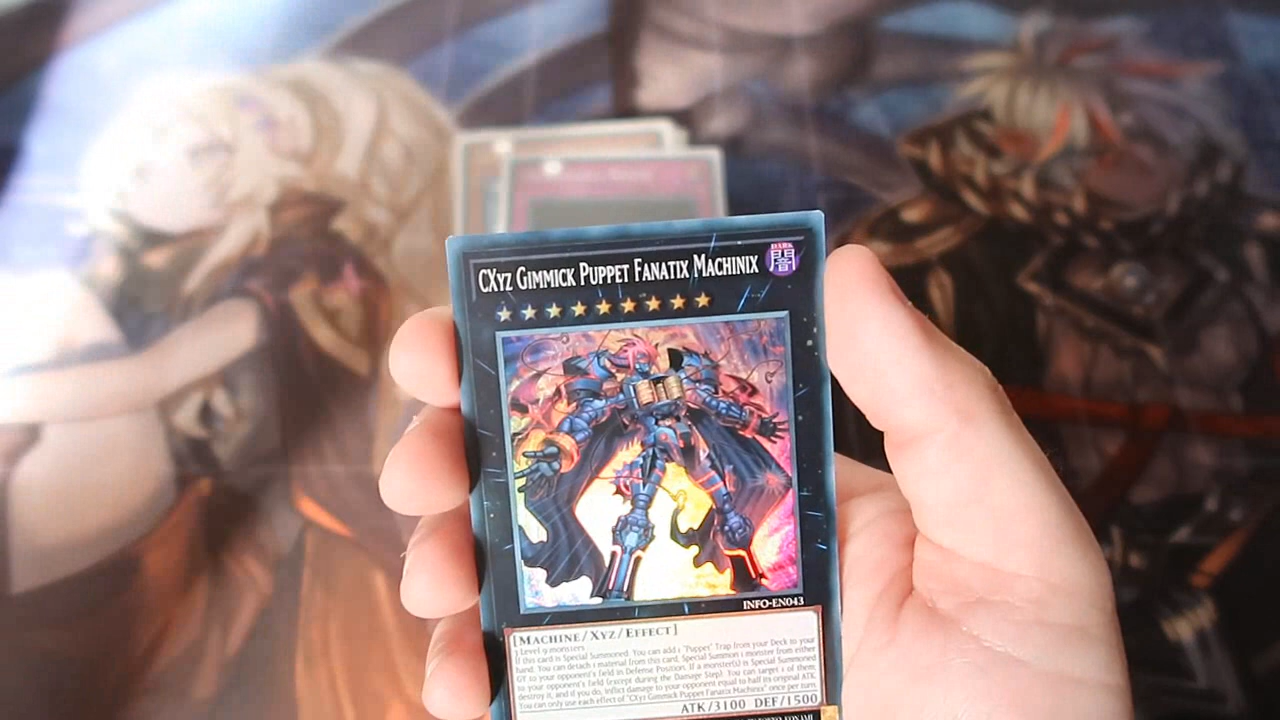 CXyz Gimmick Puppet Fanatix Machinix
DARK
闇
INFO-EN043
[Machine/Xyz/Effect]
3 Level 9 monsters
If this card is Special Summoned: You can add 1 "Puppet" Trap from your Deck to your
hand. You can detach 1 material from this card; Special Summon 1 monster from either
GY to your opponent's field in Defense Position. If a monster(s) is Special Summoned
to your opponent's field (except during the Damage Step): You can target 1 of them;
destroy it, and if you do, inflict damage to your opponent equal to half its original ATK.
You can only use each effect of "CXyz Gimmick Puppet Fanatix Machinix" once per turn.
ATK/3100 DEF/1500